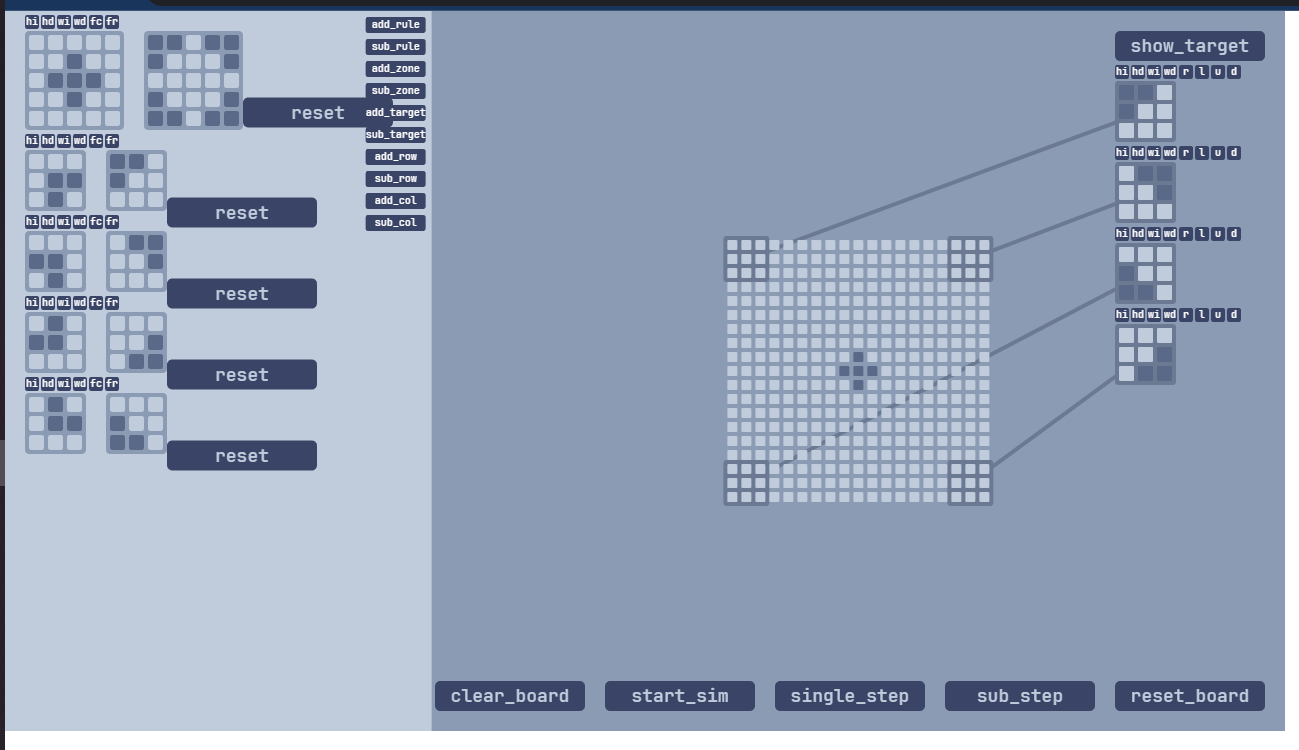 hi hd wi wd fc fr
reset
hi hd wi wd fc fr
reset
hi hd wi wd fc fr
reset
hi hd wi wd fc fr
reset
hi hd wi wd fc fr
reset
add_rule
sub_rule
add_zone
sub_zone
add_target
sub_target
add_row
sub_row
add_col
sub_col
show_target
hi hd wi wd r l u d
hi hd wi wd r l u d
hi hd wi wd r l u d
hi hd wi wd r l u d
clear_board start_sim single_step sub_step reset_board